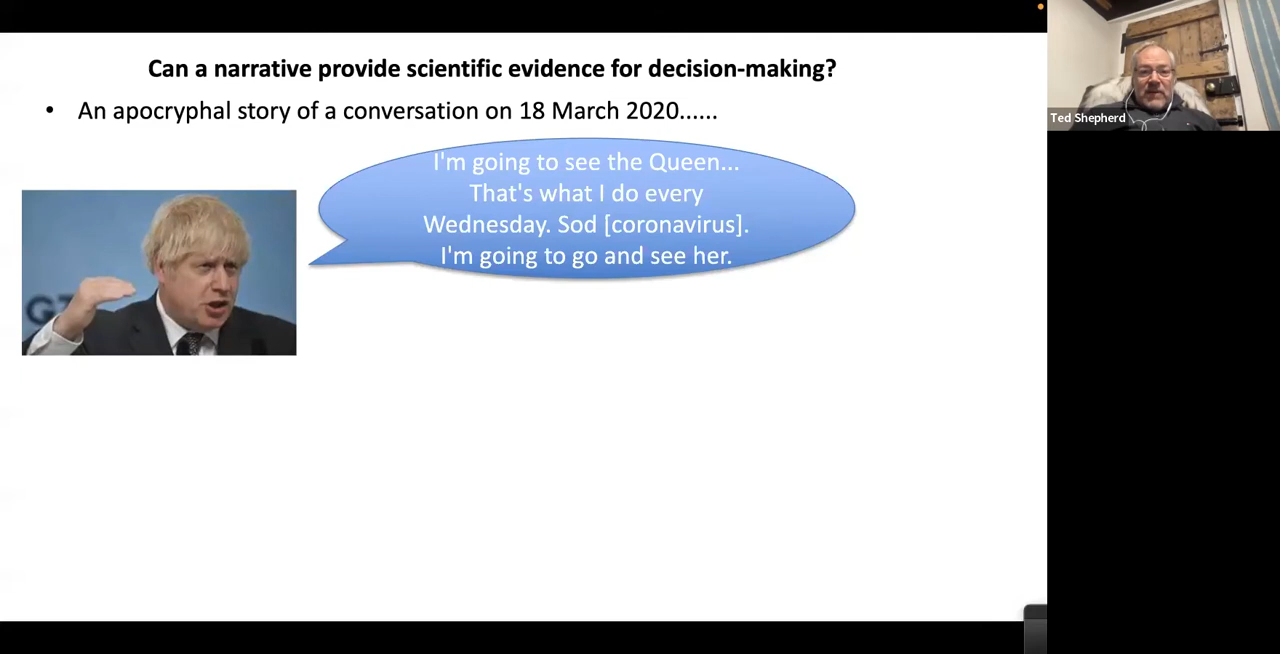 Can a narrative provide scientific evidence for decision-making?
• An apocryphal story of a conversation on 18 March 2020......
I'm going to see the Queen...
That's what I do every
Wednesday. Sod [coronavirus].
I'm going to go and see her.
Ted Shepherd